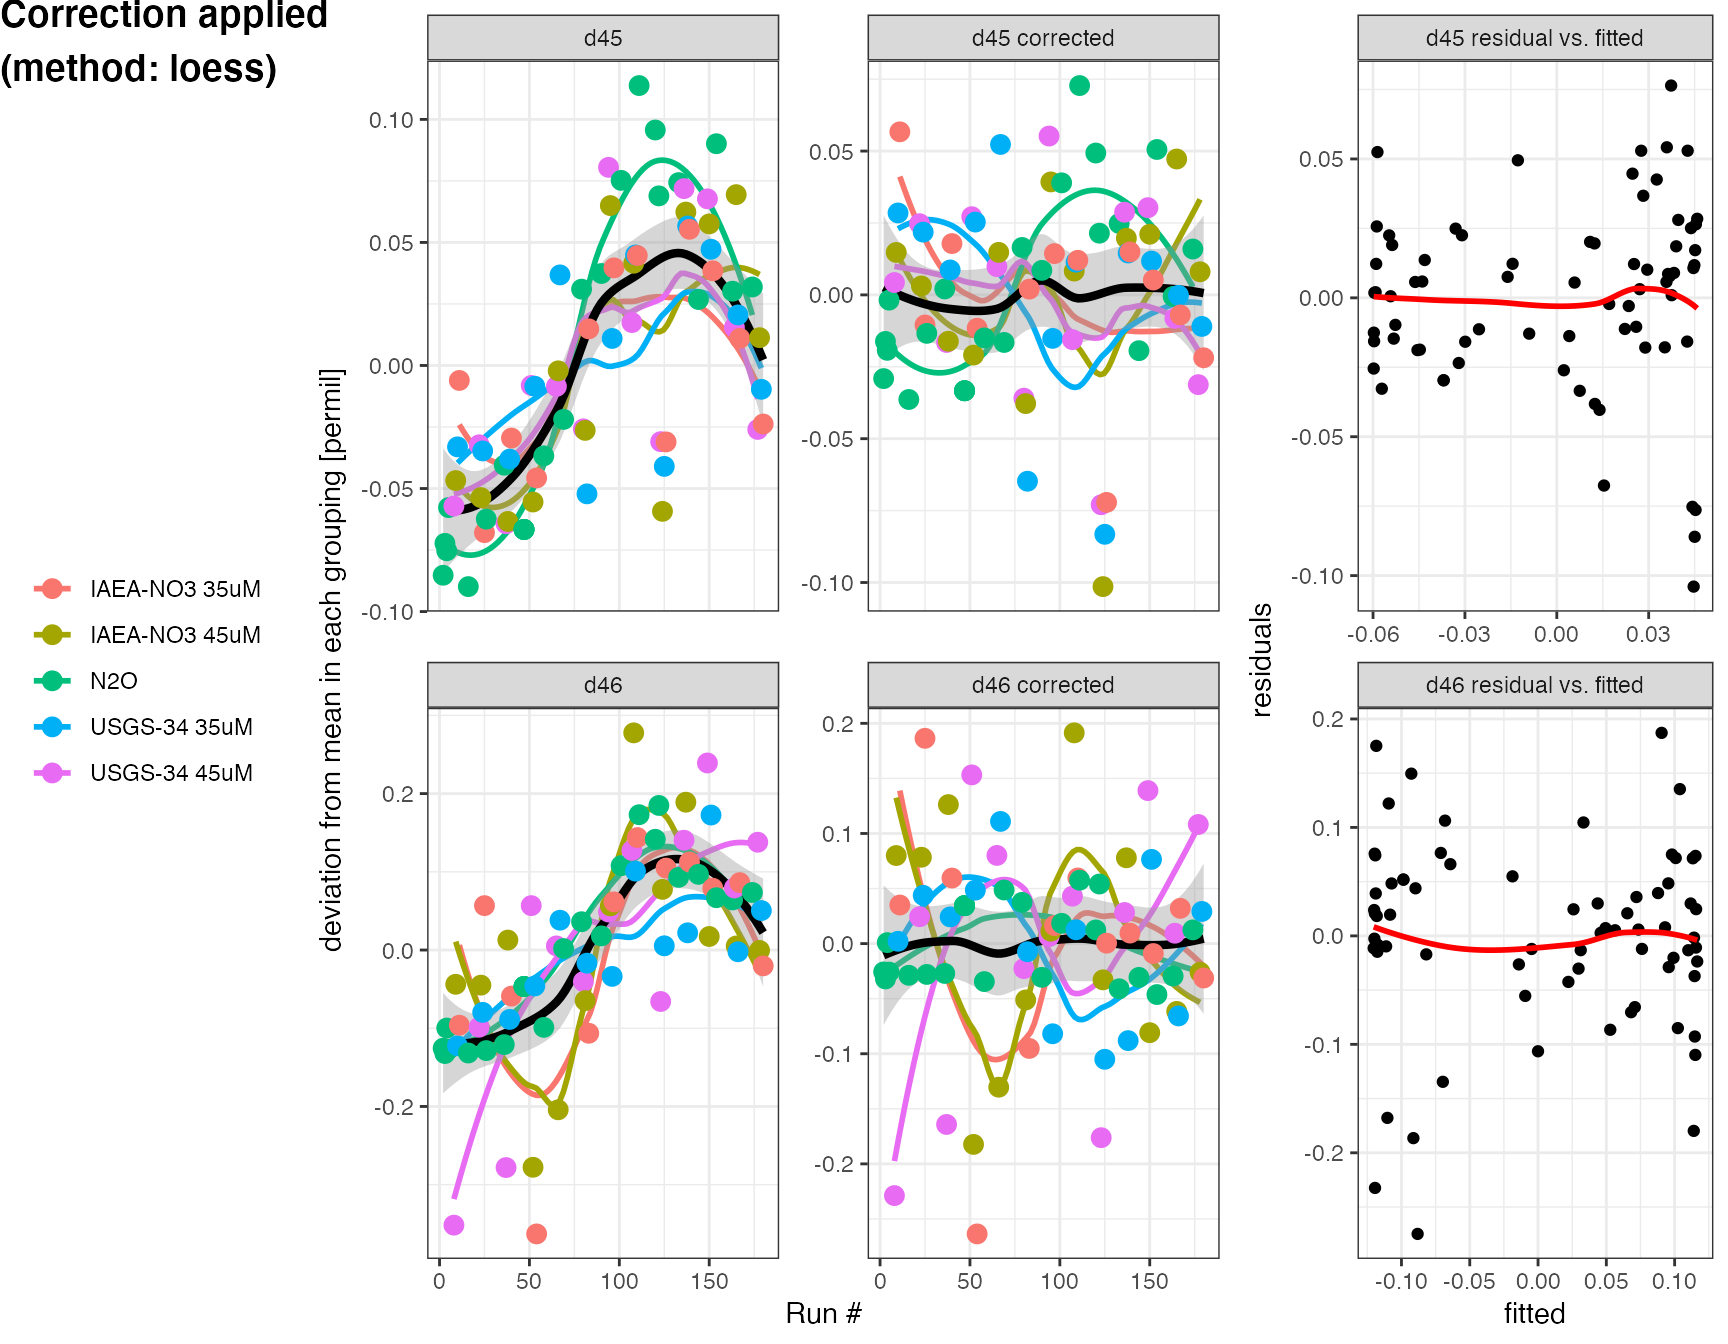 Correction applied
(method: loess)
d45
d45 corrected
d45 residual vs. fitted
0.10
0.05
0.00
-0.05
-0.10
0.05
0.00
-0.05
-0.10
0.05
0.00
-0.05
-0.10
-0.06
-0.03
0.00
0.03
IAEA-NO3 35uM
IAEA-NO3 45uM
N2O
USGS-34 35uM
USGS-34 45uM
deviation from mean in each grouping [permil]
residuals
d46
d46 corrected
d46 residual vs. fitted
0.2
0.0
-0.2
0.2
0.1
0.0
-0.1
-0.2
0.2
0.1
0.0
-0.1
-0.2
0
50
100
150
0
50
100
150
-0.10
-0.05
0.00
0.05
0.10
Run #
fitted